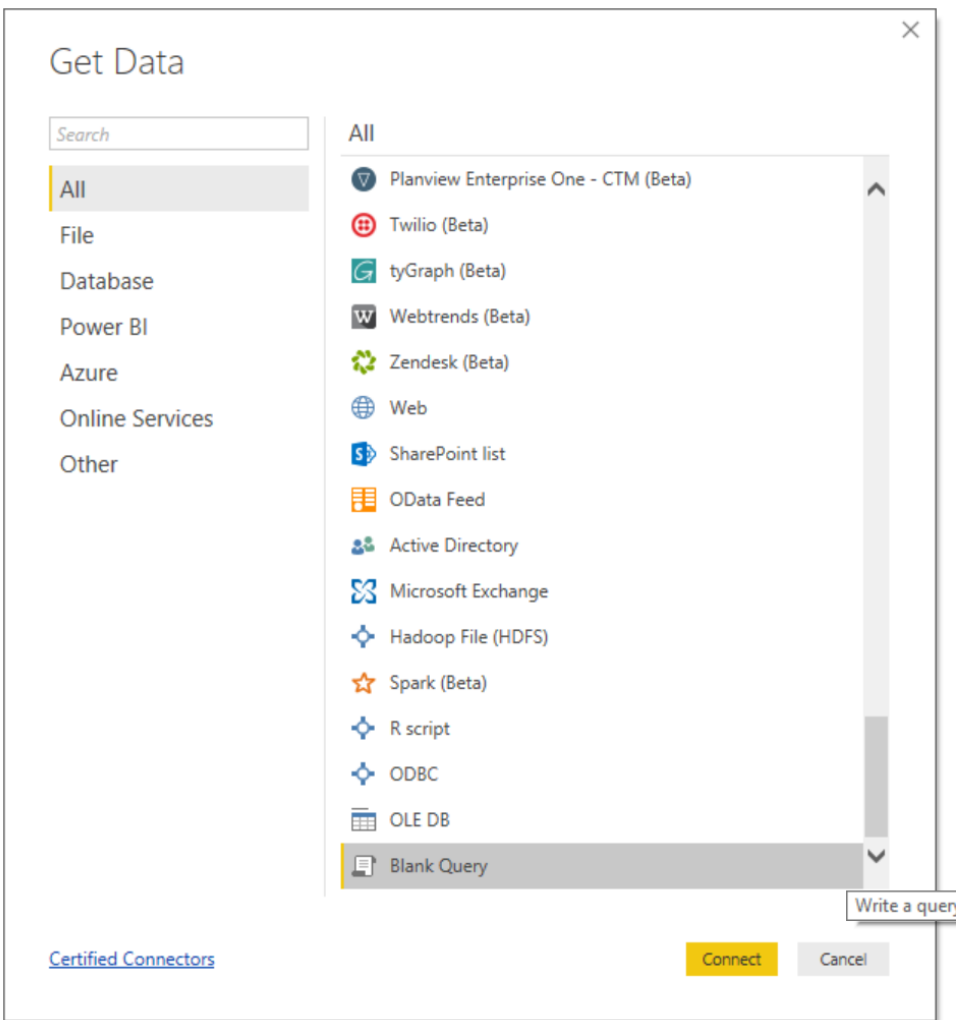 Get Data
Search
All
File
Database
Power BI
Azure
Online Services
Other
All
Planview Enterprise One - CTM (Beta)
Twilio (Beta)
tyGraph (Beta)
Webtrends (Beta)
Zendesk (Beta)
Web
SharePoint list
OData Feed
Active Directory
Microsoft Exchange
Hadoop File (HDFS)
Spark (Beta)
R script
ODBC
OLE DB
Blank Query
Write a query
Certified Connectors
Connect
Cancel